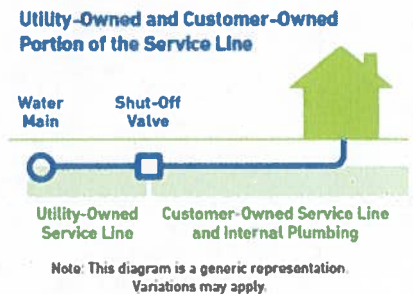 Utility-Owned and Customer-Owned
Portion of the Service Line
Water
Main
Shut-Off
Valve
Utility-Owned
Service Line
Customer-Owned Service Line
and Internal Plumbing
Note: This diagram is a generic representation.
Variations may apply.